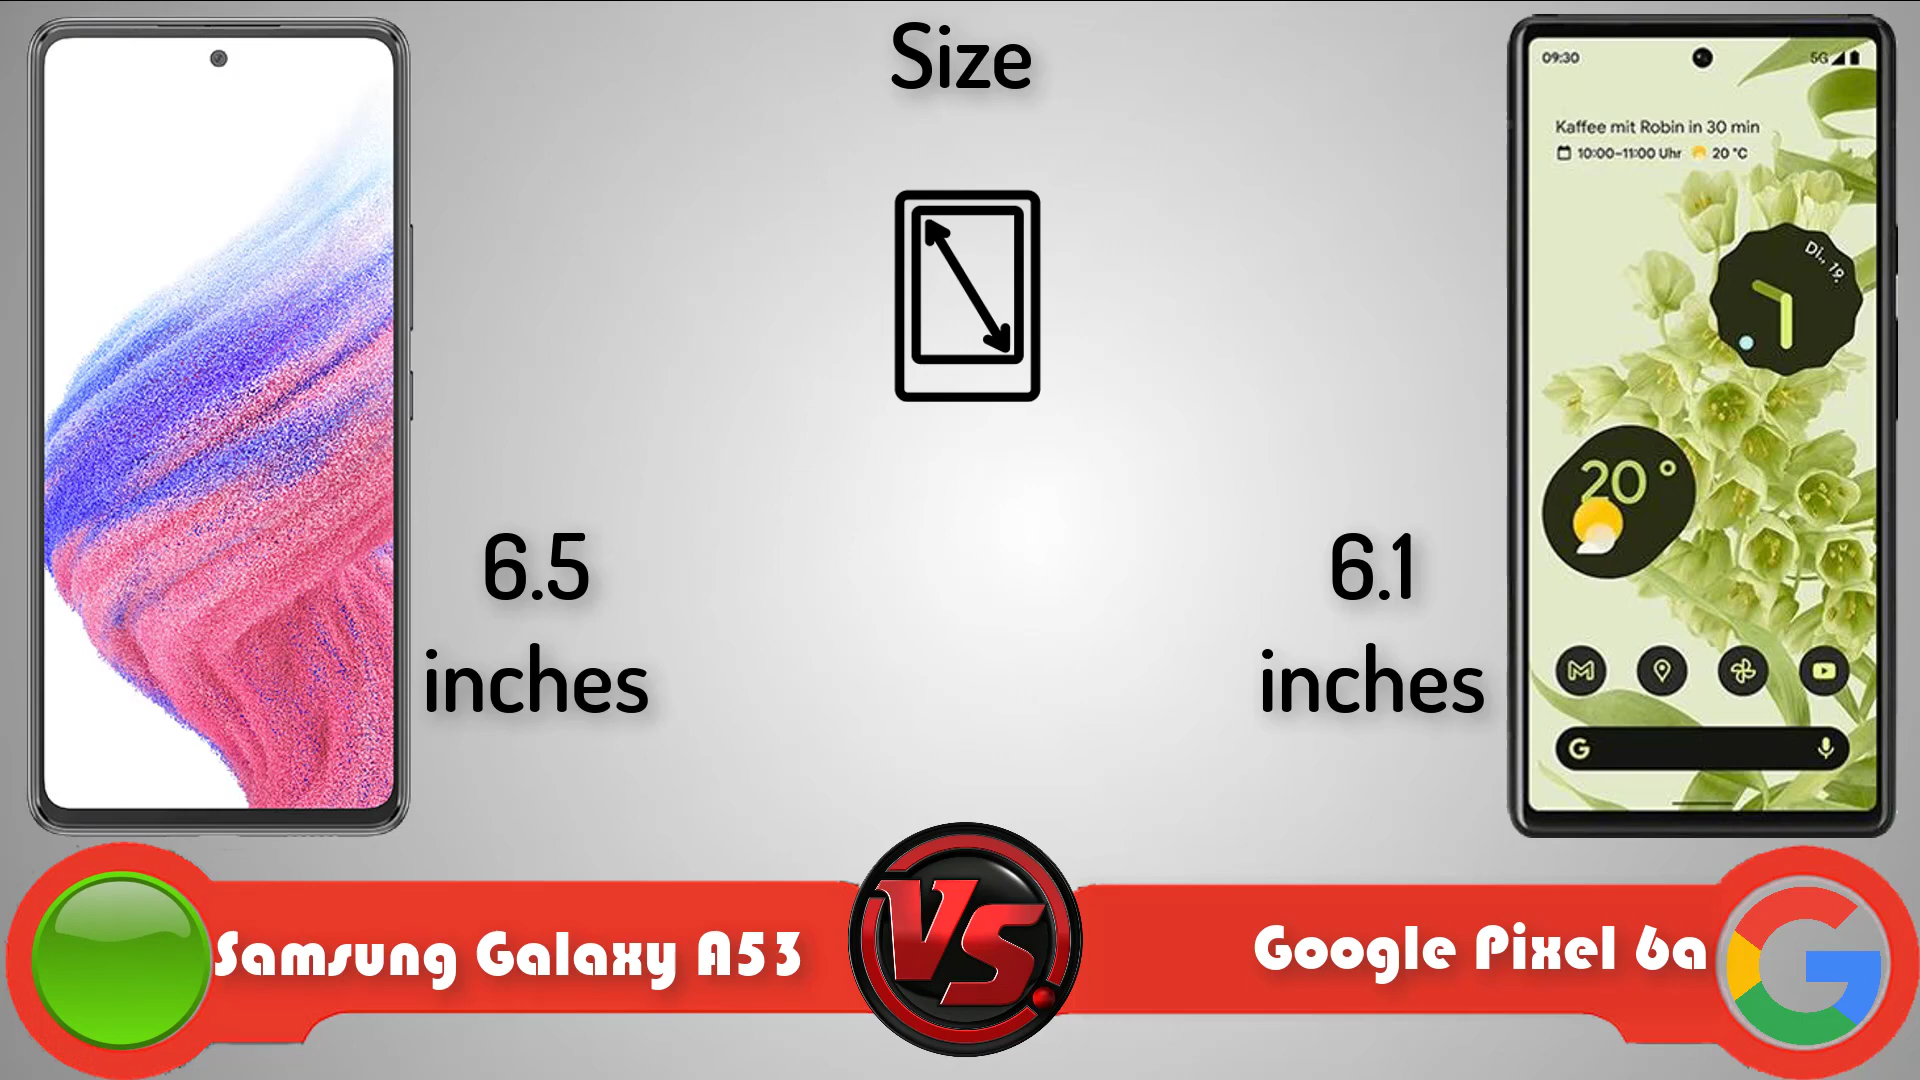 Size
09:30
5G
Kaffee mit Robin in 30 min
10:00–11:00 Uhr 20 °C
Di., 19.
20°
6.5
inches
6.1
inches
G
Samsung Galaxy A53
VS
Google Pixel 6a
G